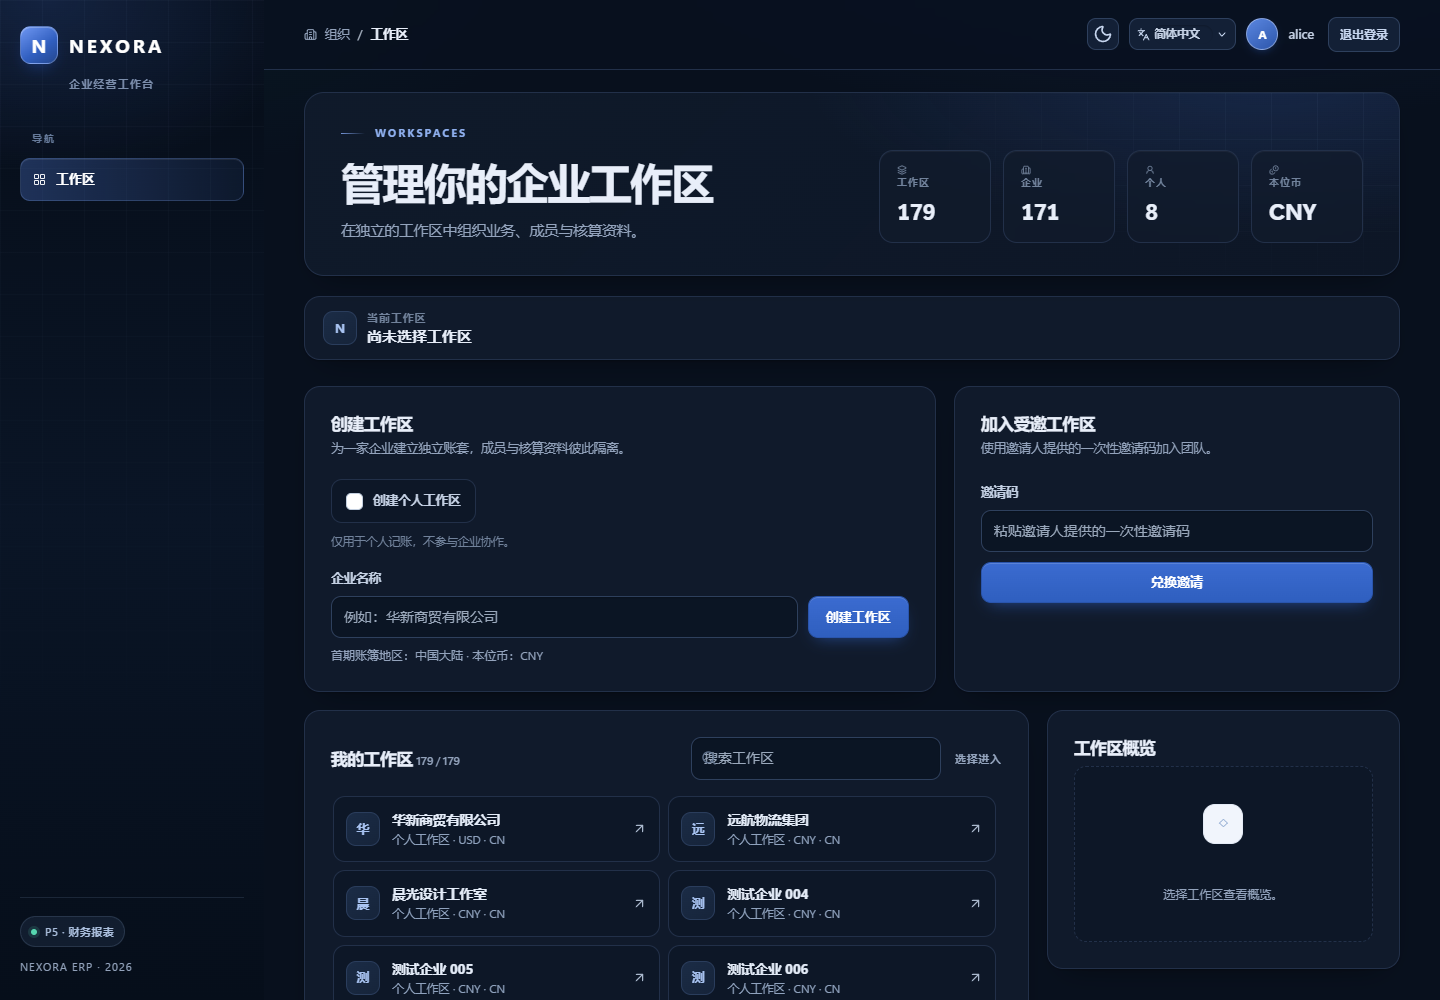 N NEXORA
企业经营工作台
导航
工作区
P5 · 财务报表
NEXORA ERP · 2026
组织 / 工作区
简体中文
A alice
退出登录
WORKSPACES
管理你的企业工作区
在独立的工作区中组织业务、成员与核算资料。
工作区
179
企业
171
个人
8
本位币
CNY
N
当前工作区
尚未选择工作区
创建工作区
为一家企业建立独立账套，成员与核算资料彼此隔离。
创建个人工作区
仅用于个人记账，不参与企业协作。
企业名称
例如：华新商贸有限公司
创建工作区
首期账簿地区：中国大陆 · 本位币：CNY
加入受邀工作区
使用邀请人提供的一次性邀请码加入团队。
邀请码
粘贴邀请人提供的一次性邀请码
兑换邀请
我的工作区 179 / 179
搜索工作区
选择进入
华
华新商贸有限公司
个人工作区 · USD · CN
远
远航物流集团
个人工作区 · CNY · CN
晨
晨光设计工作室
个人工作区 · CNY · CN
测
测试企业 004
个人工作区 · CNY · CN
测
测试企业 005
个人工作区 · CNY · CN
测
测试企业 006
个人工作区 · CNY · CN
工作区概览
选择工作区查看概览。